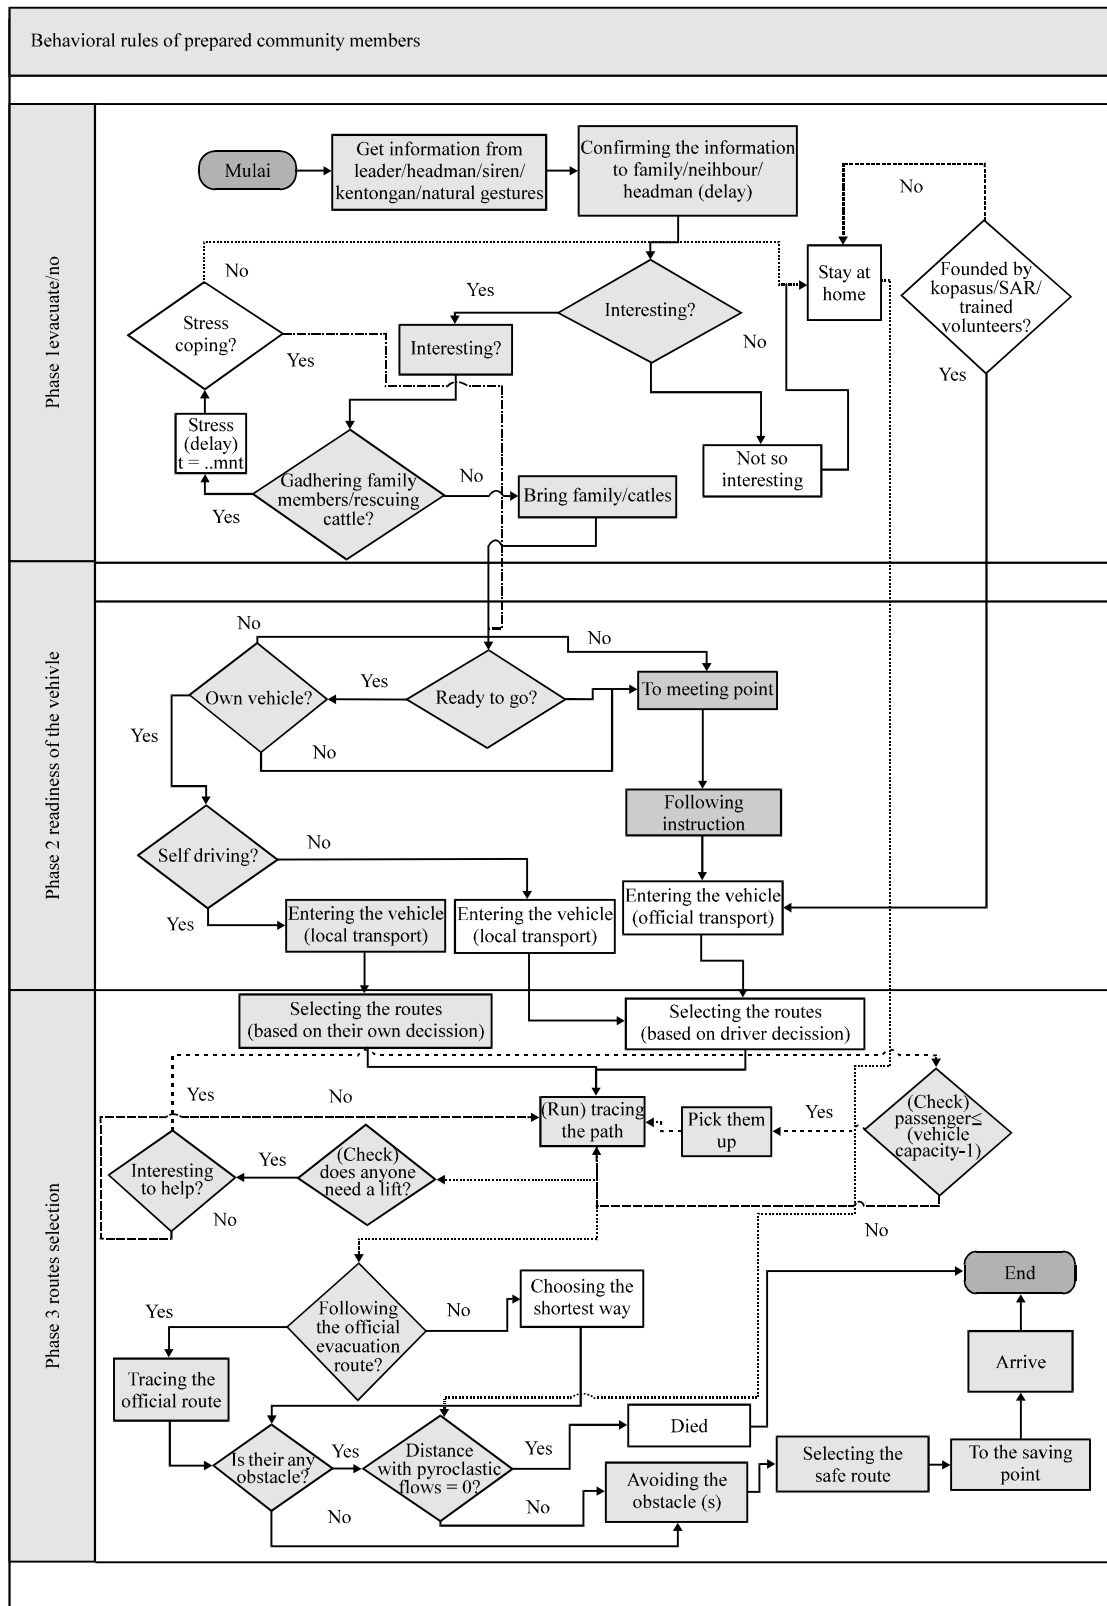 Behavioral rules of prepared community members
Phase 1evacuate/no
Mulai
Get information from
leader/headman/siren/
kentongan/natural gestures
Confirming the information
to family/neihbour/
headman (delay)
No
Stay at
home
Founded by
kopasus/SAR/
trained
volunteers?
Yes
No
Stress
coping?
Yes
Yes
Interesting?
Interesting?
No
Stress
(delay)
t = ..mnt
Yes
Gadhering family
members/rescuing
cattle?
No
Bring family/catles
Not so
interesting
Phase 2 readiness of the vehivle
No
No
Own vehicle?
Yes
Ready to go?
To meeting point
Yes
No
Following
instruction
Self driving?
No
Yes
Entering the vehicle
(local transport)
Entering the vehicle
(local transport)
Entering the vehicle
(official transport)
Phase 3 routes selection
Selecting the routes
(based on their own decission)
Selecting the routes
(based on driver decission)
Yes
No
(Run) tracing
the path
Pick them
up
Yes
(Check)
passenger≤
(vehicle
capacity-1)
Interesting
to help?
Yes
(Check)
does anyone
need a lift?
No
No
Yes
Following
the official
evacuation
route?
No
Choosing the
shortest way
End
Tracing the
official route
Arrive
Died
Is their any
obstacle?
Yes
Distance
with pyroclastic
flows = 0?
Yes
No
No
Avoiding the
obstacle (s)
Selecting the
safe route
To the saving
point